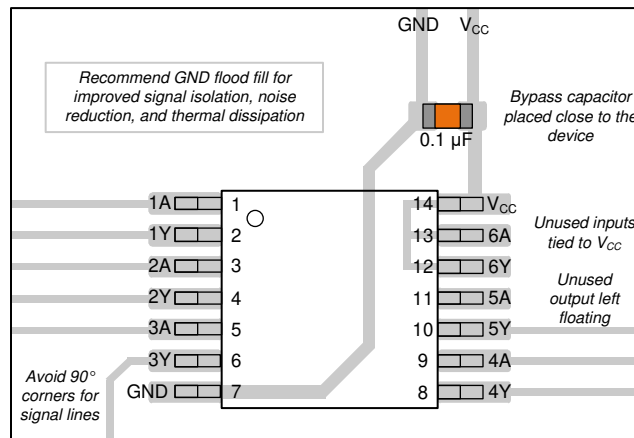 GND VCC
Recommend GND flood fill for
improved signal isolation, noise
reduction, and thermal dissipation
Bypass capacitor
placed close to the
device
0.1 µF
1A 1 14 VCC
1Y 2 13 6A
Unused inputs
tied to VCC
2A 3 12 6Y
2Y 4 11 5A
Unused
output left
floating
3A 5 10 5Y
3Y 6 9 4A
Avoid 90°
corners for
signal lines
GND 7 8 4Y